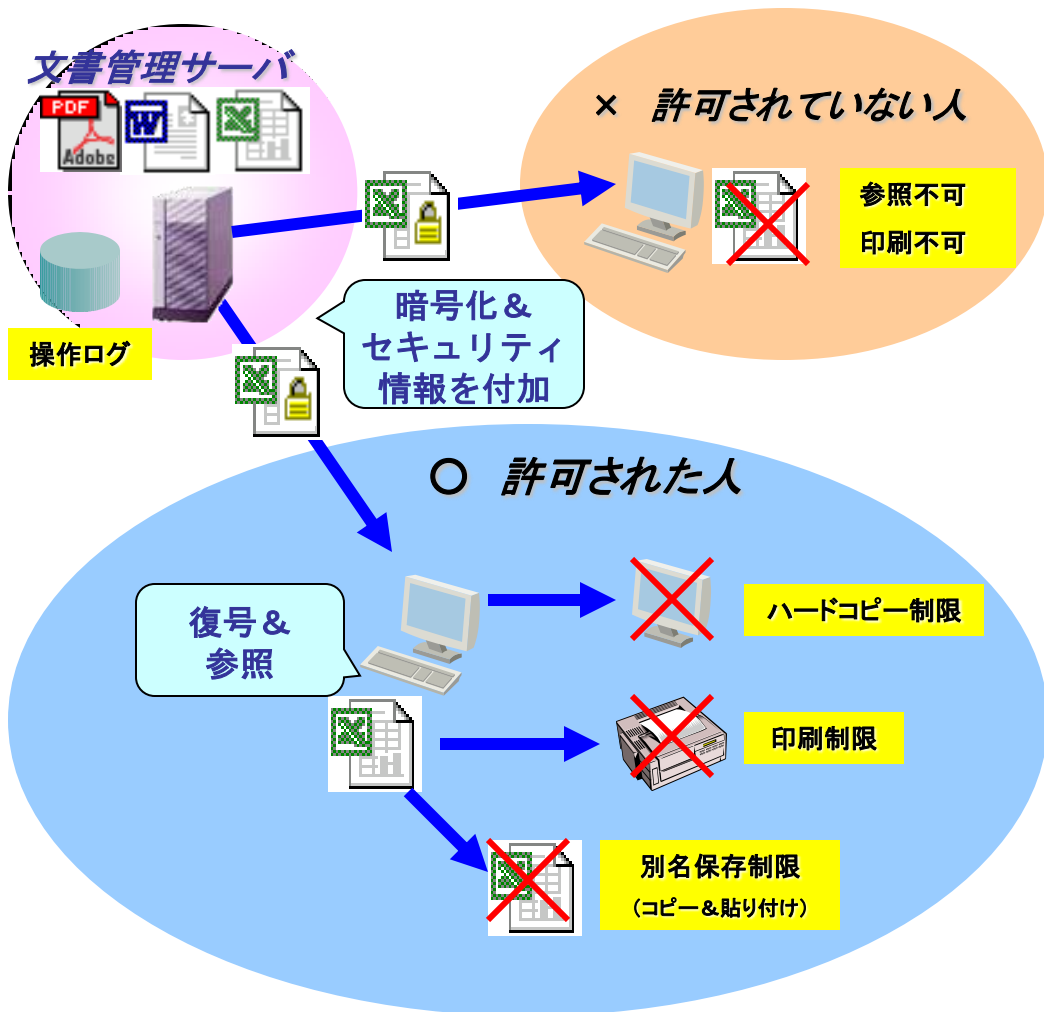 文書管理サーバ
PDF
Adobe
W
X
× 許可されていない人
X
X
参照不可
印刷不可
暗号化&
セキュリティ
情報を付加
操作ログ
X
○ 許可された人
復号&
参照
ハードコピー制限
X
印刷制限
X
別名保存制限
(コピー&貼り付け)